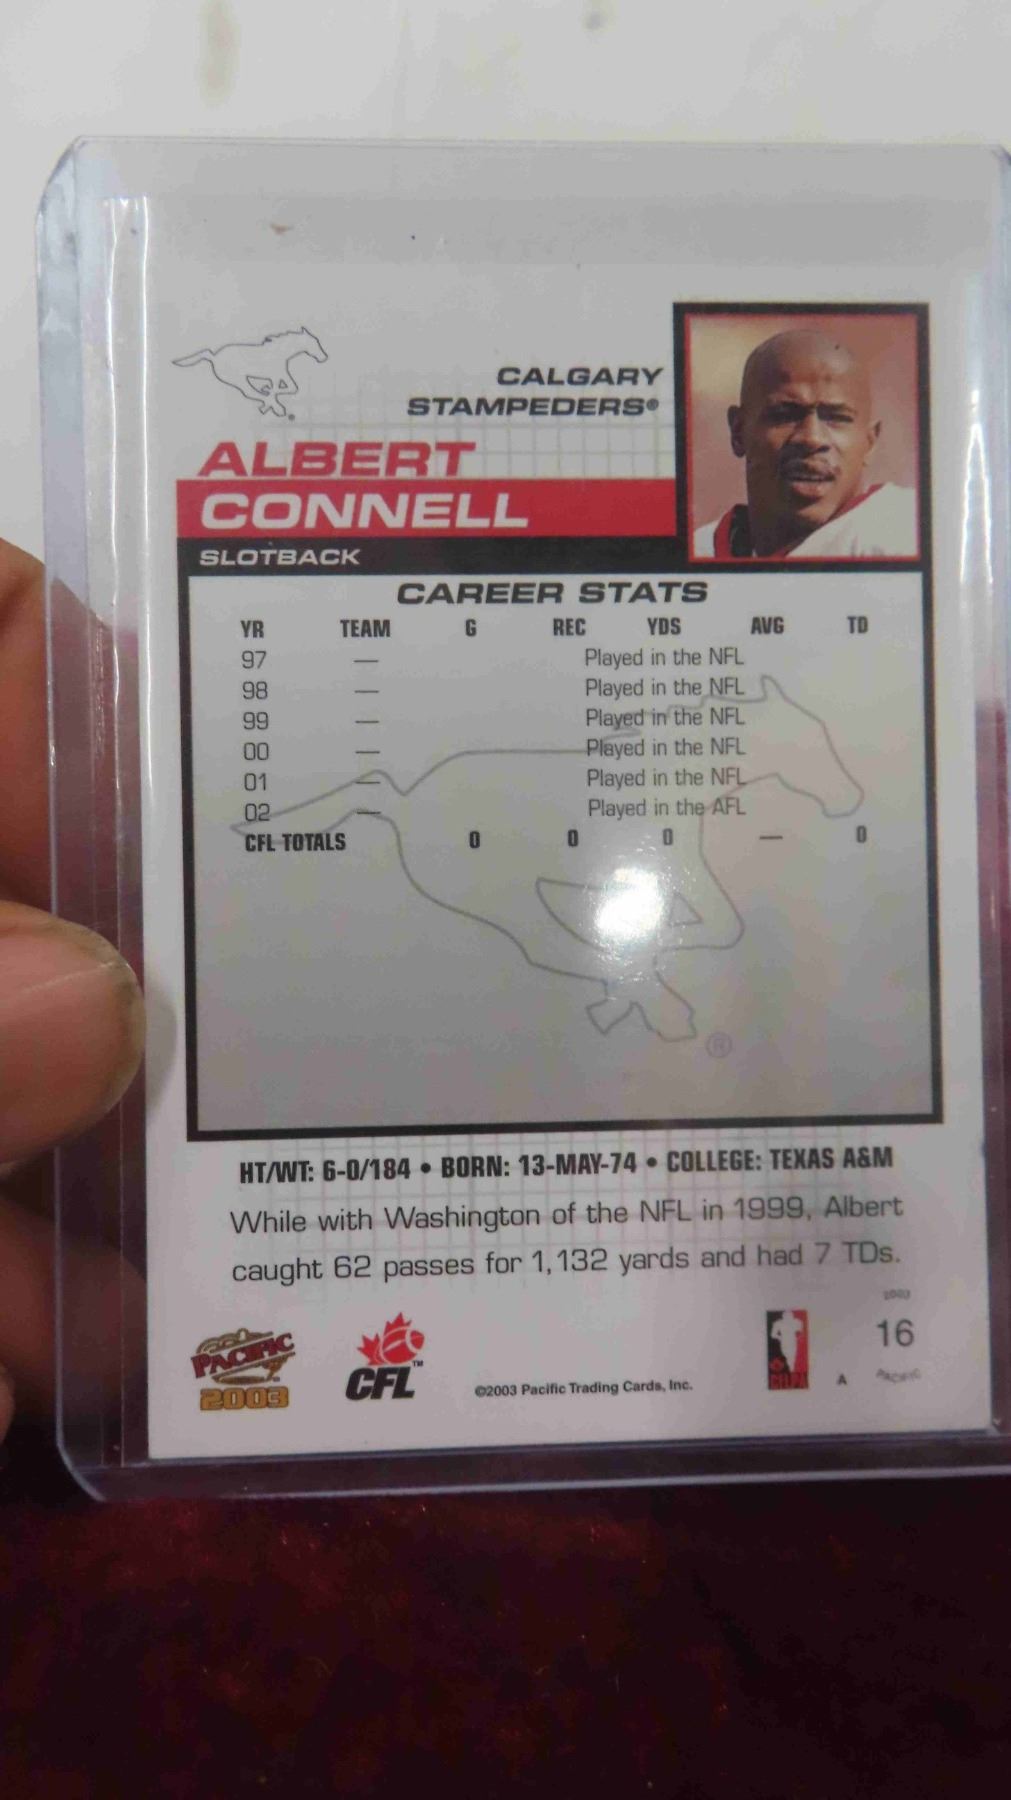 CALGARY
STAMPEDERS®
ALBERT
CONNELL
SLOTBACK
CAREER STATS
YR TEAM G REC YDS AVG TD
97 — Played in the NFL
98 — Played in the NFL
99 — Played in the NFL
00 — Played in the NFL
01 — Played in the NFL
02 — Played in the AFL
CFL TOTALS 0 0 0 — 0
®
HT/WT: 6-0/184 • BORN: 13-MAY-74 • COLLEGE: TEXAS A&M
While with Washington of the NFL in 1999, Albert
caught 62 passes for 1,132 yards and had 7 TDs.
PACIFIC
2003
CFL™
©2003 Pacific Trading Cards, Inc.
CFLPA
A
2003
16
PACIFIC